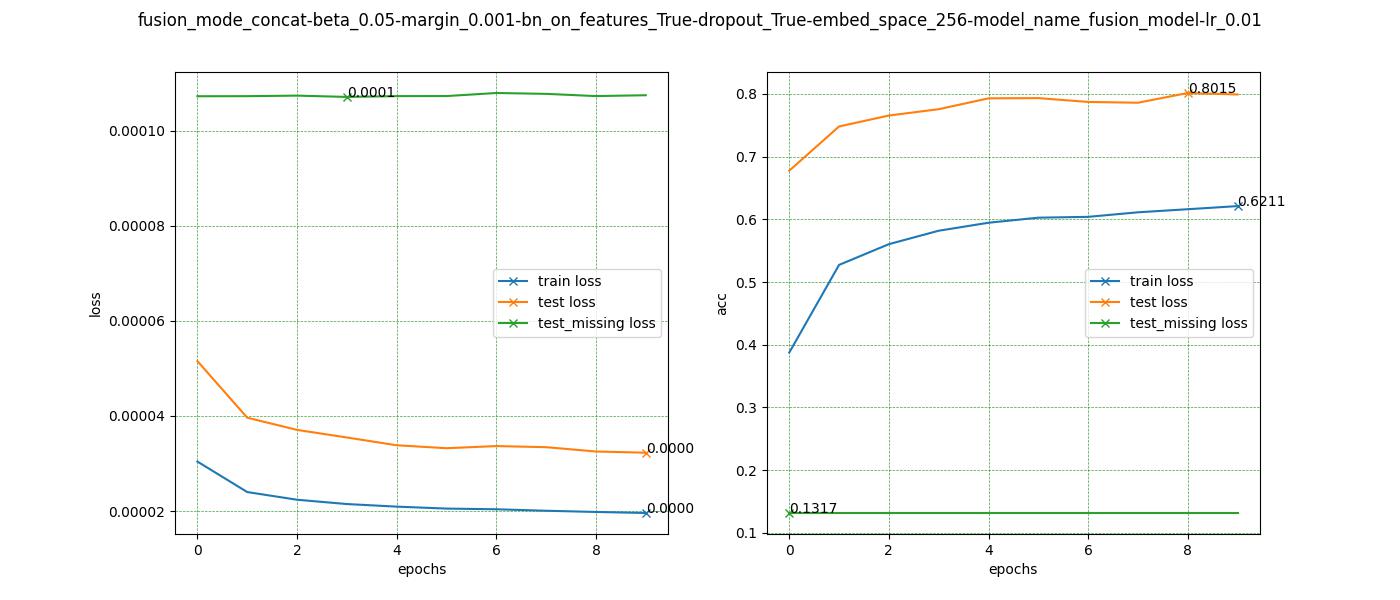 fusion_mode_concat-beta_0.05-margin_0.001-bn_on_features_True-dropout_True-embed_space_256-model_name_fusion_model-lr_0.01
0.00010
0.00008
0.00006
0.00004
0.00002
loss
0.0001
0.0000
0.0000
train loss
test loss
test_missing loss
0 2 4 6 8
epochs
0.8
0.7
0.6
0.5
0.4
0.3
0.2
0.1
acc
0.8015
0.6211
0.1317
train loss
test loss
test_missing loss
0 2 4 6 8
epochs